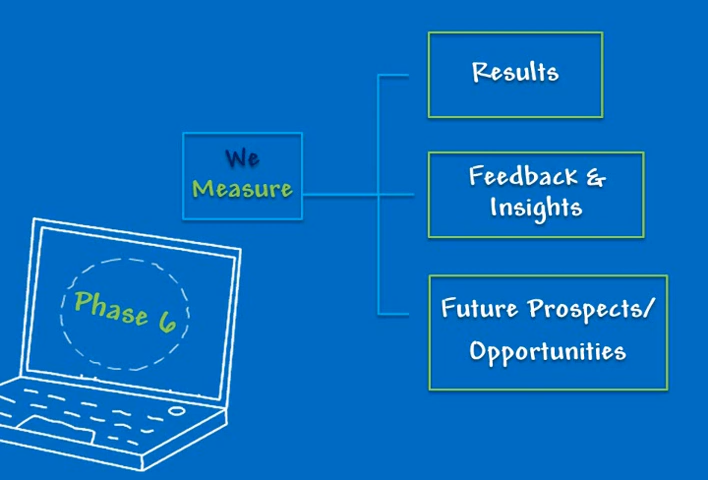 Results
We
Measure
Feedback &
Insights
Phase 6
Future Prospects/
Opportunities